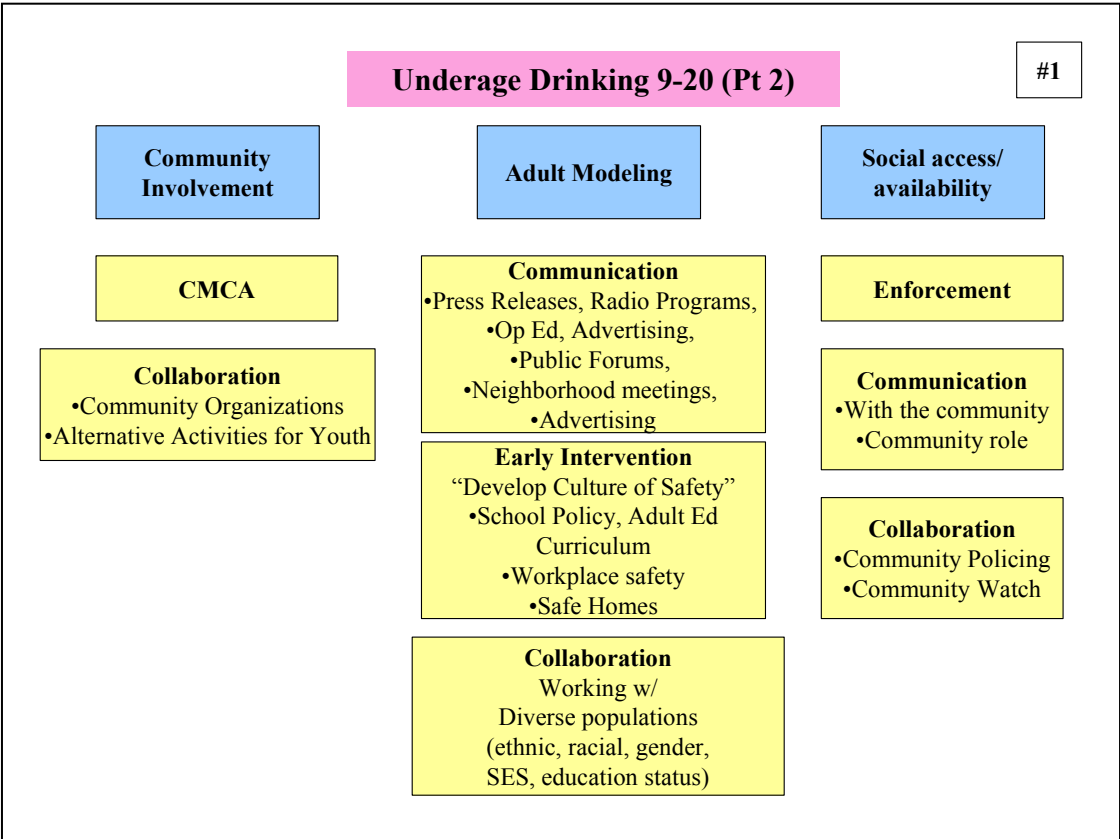 Underage Drinking 9-20 (Pt 2)
#1
Community
Involvement
Adult Modeling
Social access/
availability
CMCA
Collaboration
•Community Organizations
•Alternative Activities for Youth
Communication
•Press Releases, Radio Programs,
•Op Ed, Advertising,
•Public Forums,
•Neighborhood meetings,
•Advertising
Early Intervention
“Develop Culture of Safety”
•School Policy, Adult Ed
Curriculum
•Workplace safety
•Safe Homes
Collaboration
Working w/
Diverse populations
(ethnic, racial, gender,
SES, education status)
Enforcement
Communication
•With the community
•Community role
Collaboration
•Community Policing
•Community Watch